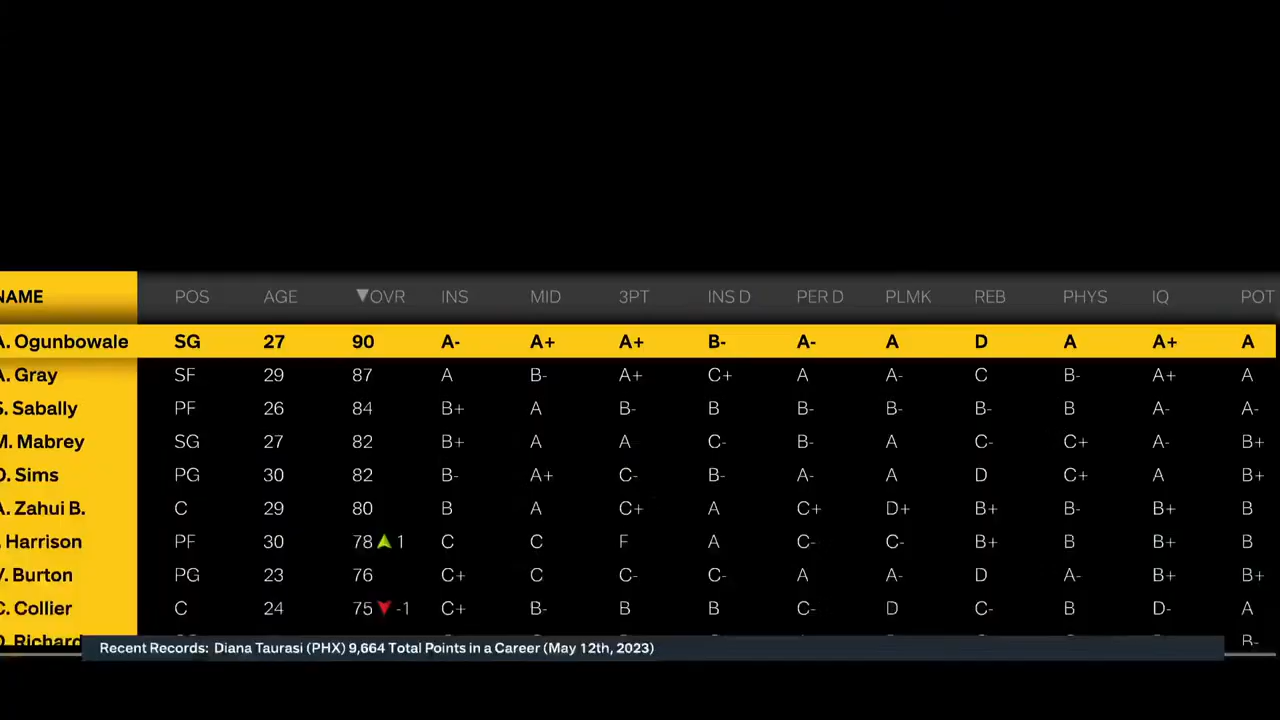 NAME POS AGE ▼OVR INS MID 3PT INS D PER D PLMK REB PHYS IQ POT
A. Ogunbowale SG 27 90 A- A+ A+ B- A- A D A A+ A
A. Gray SF 29 87 A B- A+ C+ A A- C B- A+ A
S. Sabally PF 26 84 B+ A B- B B- B- B- B A- A-
M. Mabrey SG 27 82 B+ A A C- B- A C- C+ A- B+
O. Sims PG 30 82 B- A+ C- B- A- A D C+ A B+
A. Zahui B. C 29 80 B A C+ A C+ D+ B+ B- B+ B
. Harrison PF 30 78 1 C C F A C- C- B+ B B+ B
V. Burton PG 23 76 C+ C C- C- A A- D A- B+ B+
C. Collier C 24 75 -1 C+ B- B B C- D C- B D- A
Richard B-
Recent Records: Diana Taurasi (PHX) 9,664 Total Points in a Career (May 12th, 2023)